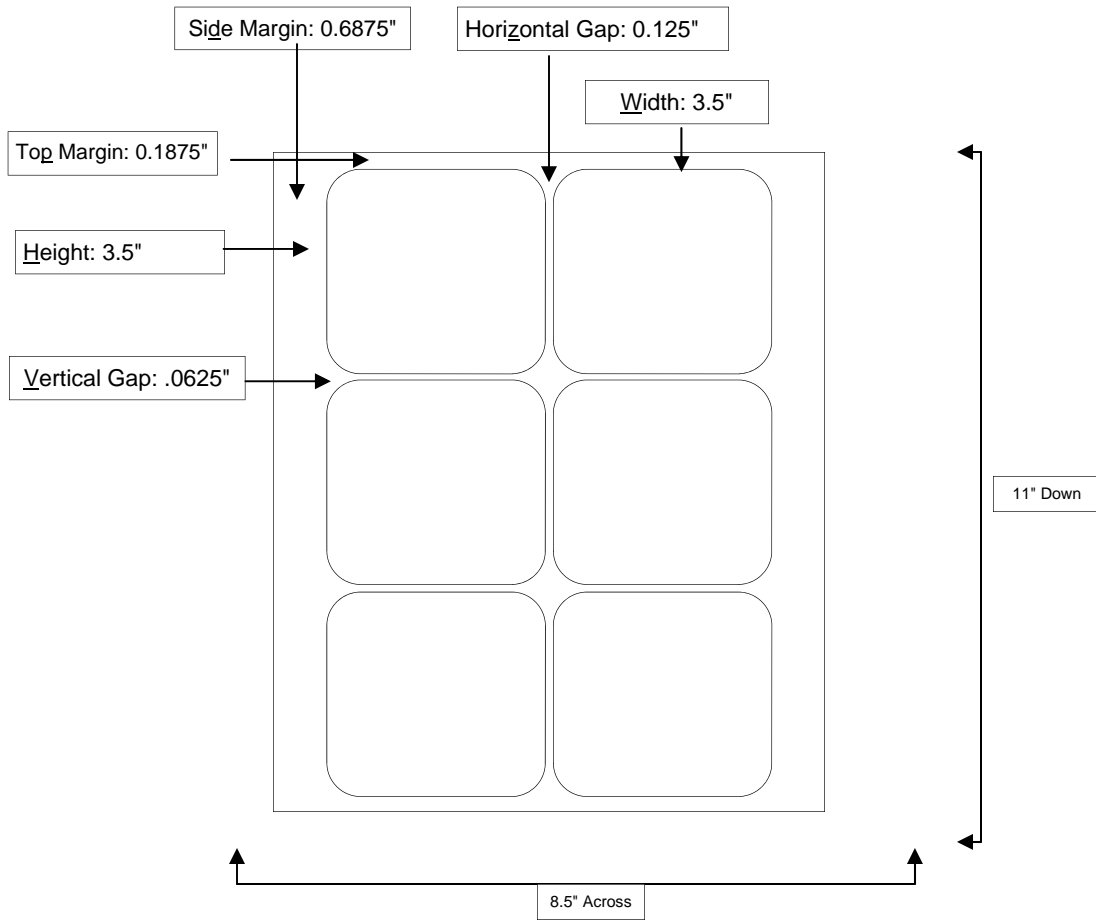 Side Margin: 0.6875"
Horizontal Gap: 0.125"
Width: 3.5"
Top Margin: 0.1875"
Height: 3.5"
Vertical Gap: .0625"
11" Down
8.5" Across